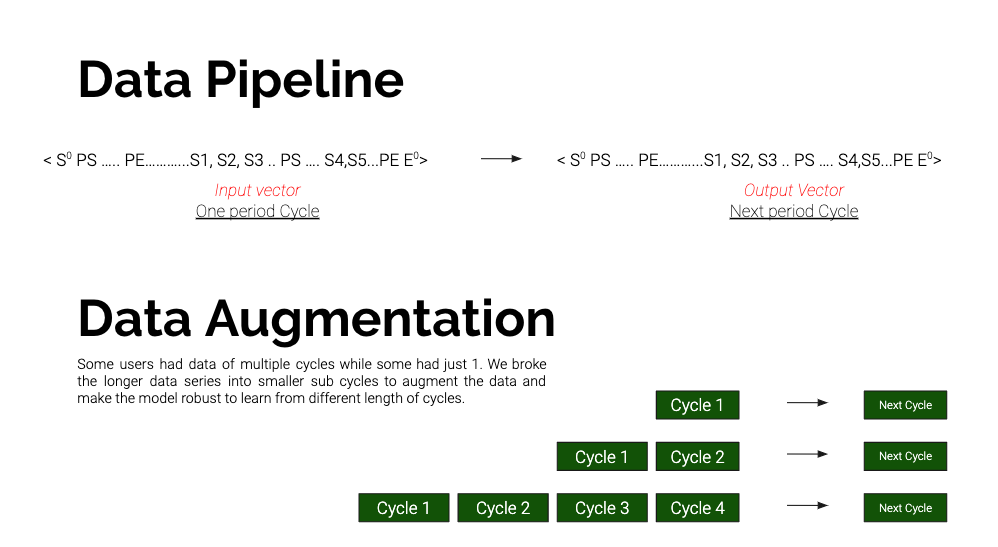 Data Pipeline
< S⁰ PS ….. PE………...S1, S2, S3 .. PS …. S4,S5...PE E⁰>
< S⁰ PS ….. PE………...S1, S2, S3 .. PS …. S4,S5...PE E⁰>
Input vector
Output Vector
One period Cycle
Next period Cycle
Data Augmentation
Some users had data of multiple cycles while some had just 1. We broke
the longer data series into smaller sub cycles to augment the data and
make the model robust to learn from different length of cycles.
Cycle 1
Next Cycle
Cycle 1
Cycle 2
Next Cycle
Cycle 1
Cycle 2
Cycle 3
Cycle 4
Next Cycle